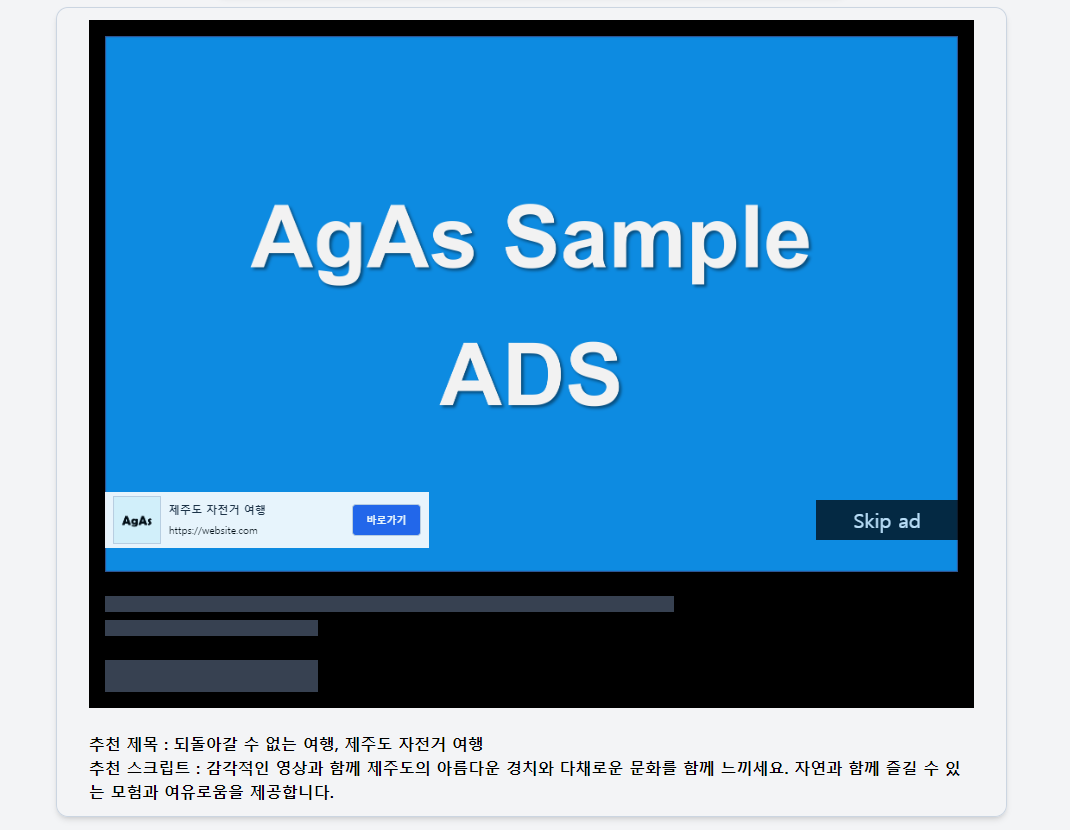 AgAs Sample
ADS
AgAs
제주도 자전거 여행
https://website.com
바로가기
Skip ad
추천 제목 : 되돌아갈 수 없는 여행, 제주도 자전거 여행
추천 스크립트 : 감각적인 영상과 함께 제주도의 아름다운 경치와 다채로운 문화를 함께 느끼세요. 자연과 함께 즐길 수 있
는 모험과 여유로움을 제공합니다.